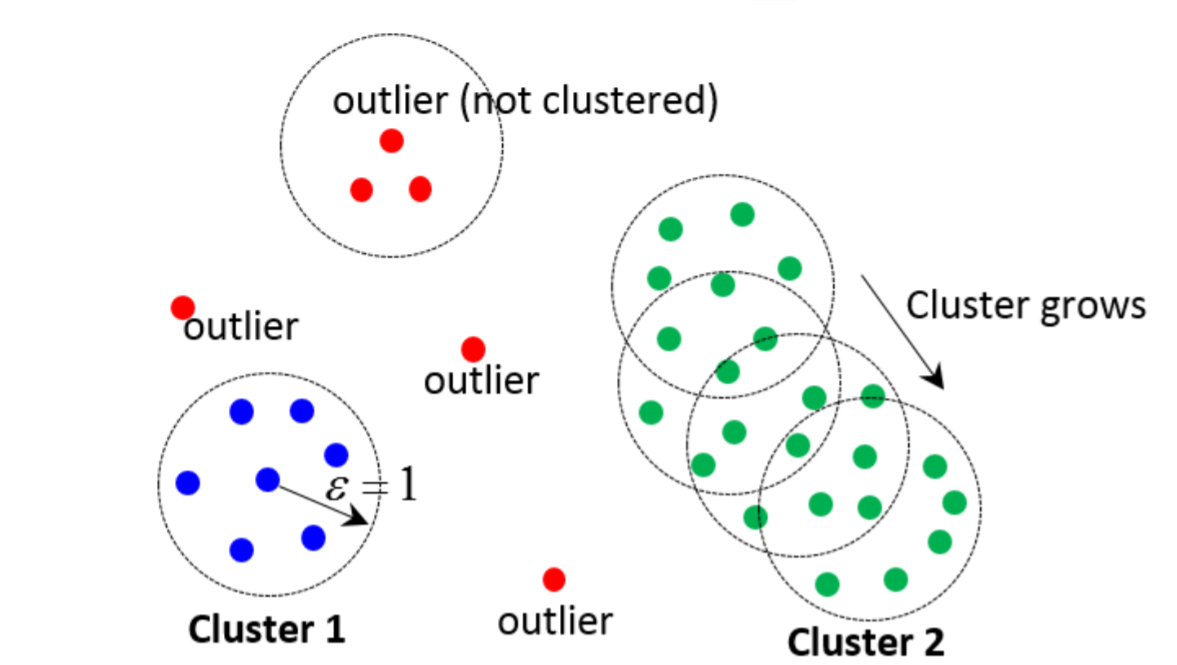 outlier (not clustered)
Cluster grows
outlier
outlier
ε = 1
outlier
Cluster 1
Cluster 2